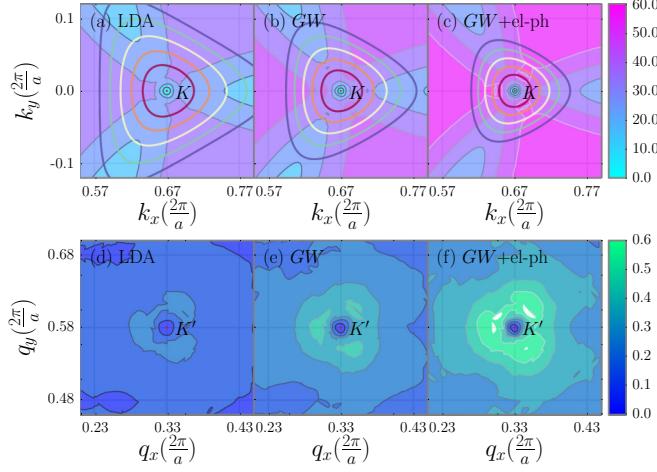 (a) LDA (b) GW (c) GW+el-ph
0.1 60.0
50.0
40.0
k_y(2π/a) 0.0 K K K 30.0
20.0
10.0
-0.1 0.0
0.57 0.67 0.77 0.57 0.67 0.77 0.57 0.67 0.77
k_x(2π/a) k_x(2π/a) k_x(2π/a)
(d) LDA (e) GW (f) GW+el-ph
0.68 0.6
0.5
0.4
q_y(2π/a) 0.58 K′ K′ K′ 0.3
0.2
0.48 0.1
0.0
0.23 0.33 0.43 0.23 0.33 0.43 0.23 0.33 0.43
q_x(2π/a) q_x(2π/a) q_x(2π/a)